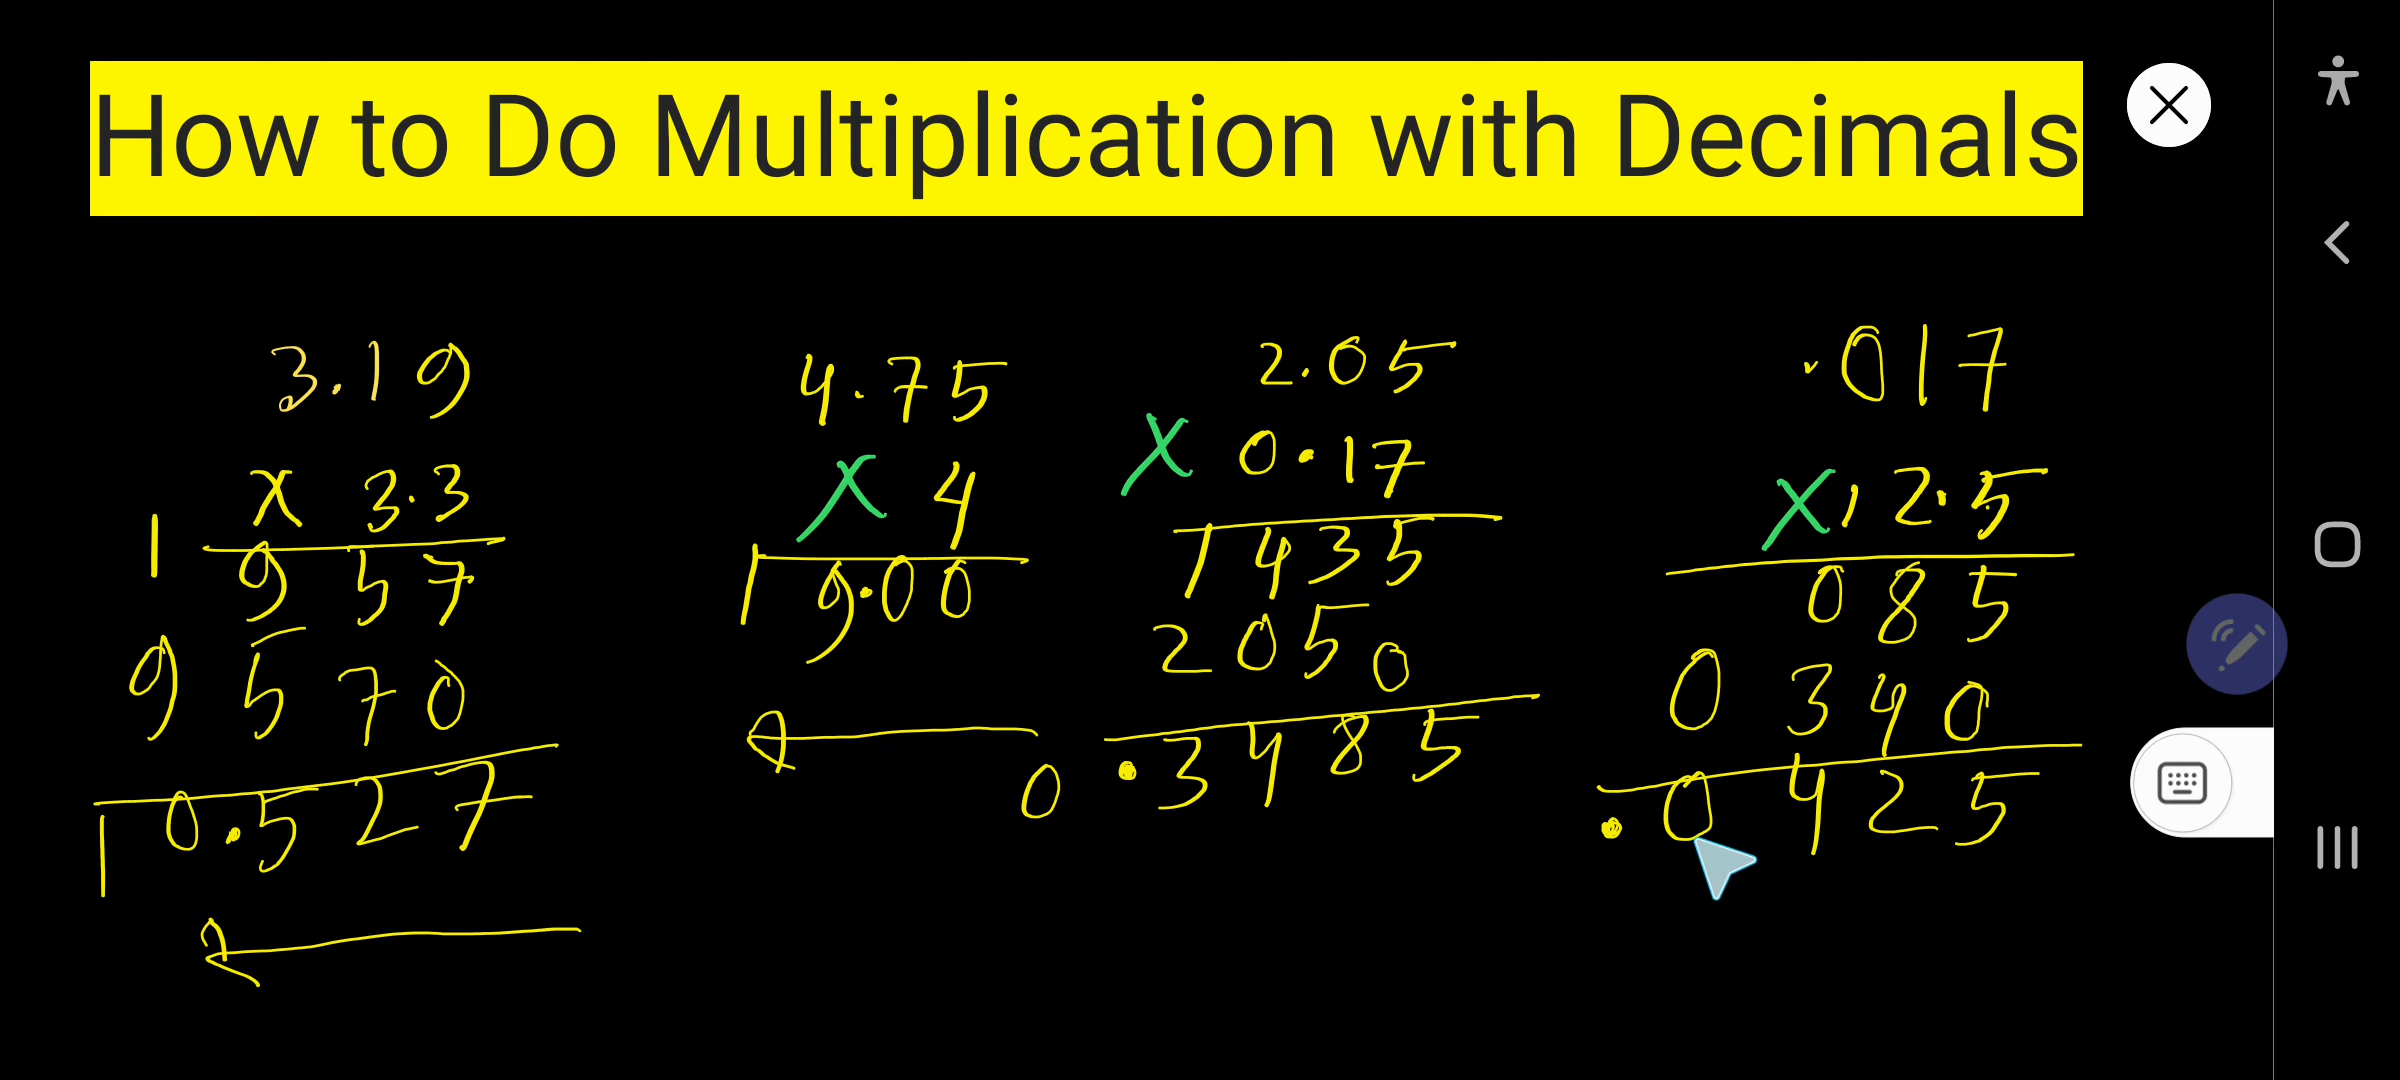 How to Do Multiplication with Decimals
3.19
X 3.3
1 957
9570
10.527
4.75
X 4
19.00
2.05
X 0.17
1435
2050
0.3485
.017
X 12.5
085
0340
.0425